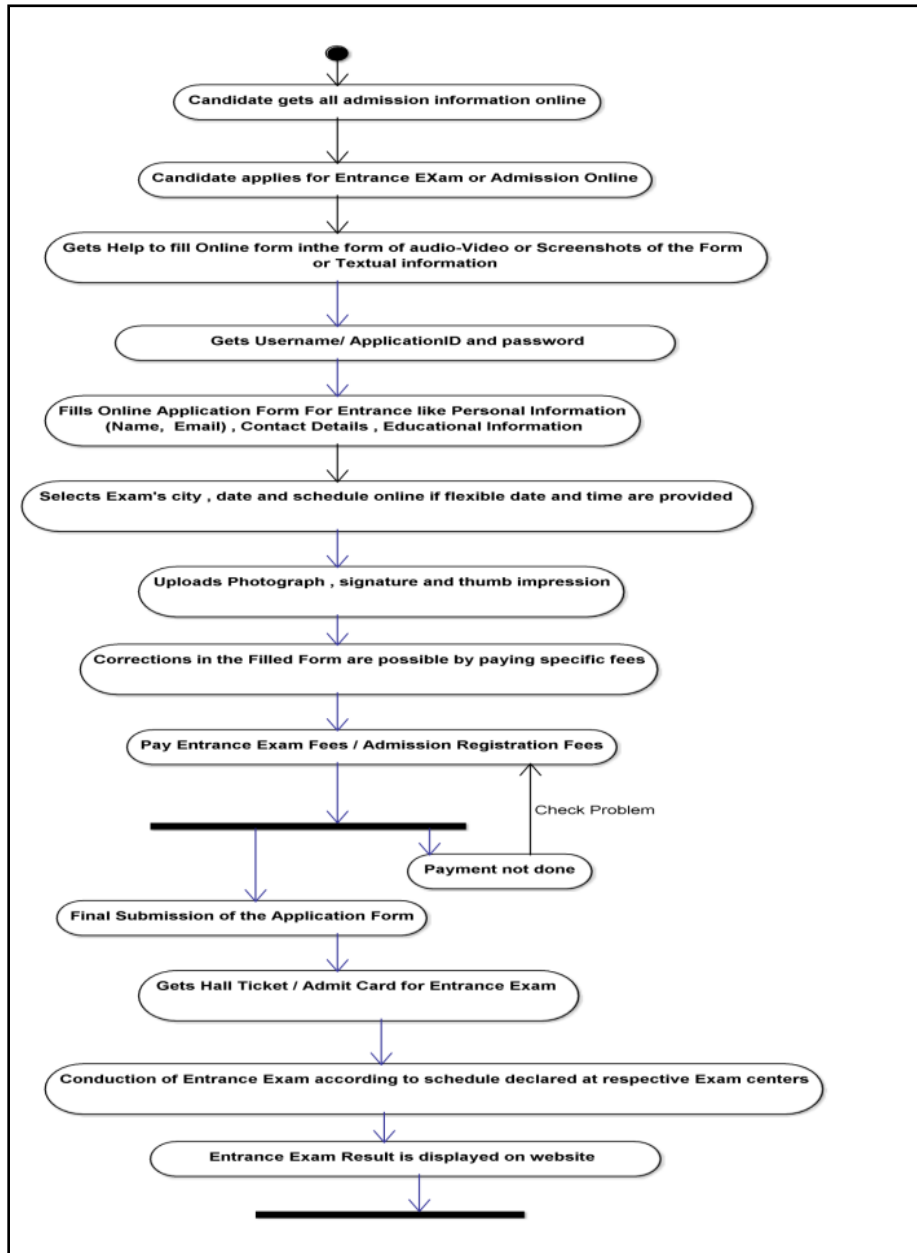 Candidate gets all admission information online
Candidate applies for Entrance EXam or Admission Online
Gets Help to fill Online form inthe form of audio-Video or Screenshots of the Form
or Textual information
Gets Username/ ApplicationID and password
Fills Online Application Form For Entrance like Personal Information
(Name, Email) , Contact Details , Educational Information
Selects Exam's city , date and schedule online if flexible date and time are provided
Uploads Photograph , signature and thumb impression
Corrections in the Filled Form are possible by paying specific fees
Pay Entrance Exam Fees / Admission Registration Fees
Check Problem
Payment not done
Final Submission of the Application Form
Gets Hall Ticket / Admit Card for Entrance Exam
Conduction of Entrance Exam according to schedule declared at respective Exam centers
Entrance Exam Result is displayed on website